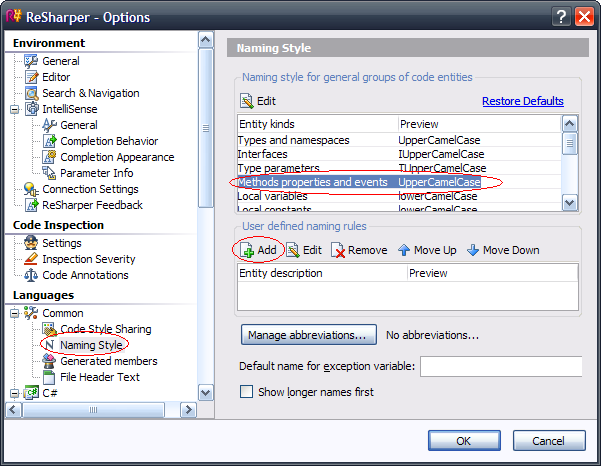 ReSharper - Options
Environment
General
Editor
Search & Navigation
IntelliSense
General
Completion Behavior
Completion Appearance
Parameter Info
Connection Settings
ReSharper Feedback
Code Inspection
Settings
Inspection Severity
Code Annotations
Languages
Common
Code Style Sharing
Naming Style
Generated members
File Header Text
C#
Naming Style
Naming style for general groups of code entities
Edit Restore Defaults
Entity kinds Preview
Types and namespaces UpperCamelCase
Interfaces IUpperCamelCase
Type parameters TUpperCamelCase
Methods properties and events UpperCamelCase
Local variables lowerCamelCase
Local constants lowerCamelCase
User defined naming rules
Add Edit Remove Move Up Move Down
Entity description Preview
Manage abbreviations... No abbreviations...
Default name for exception variable:
Show longer names first
OK Cancel